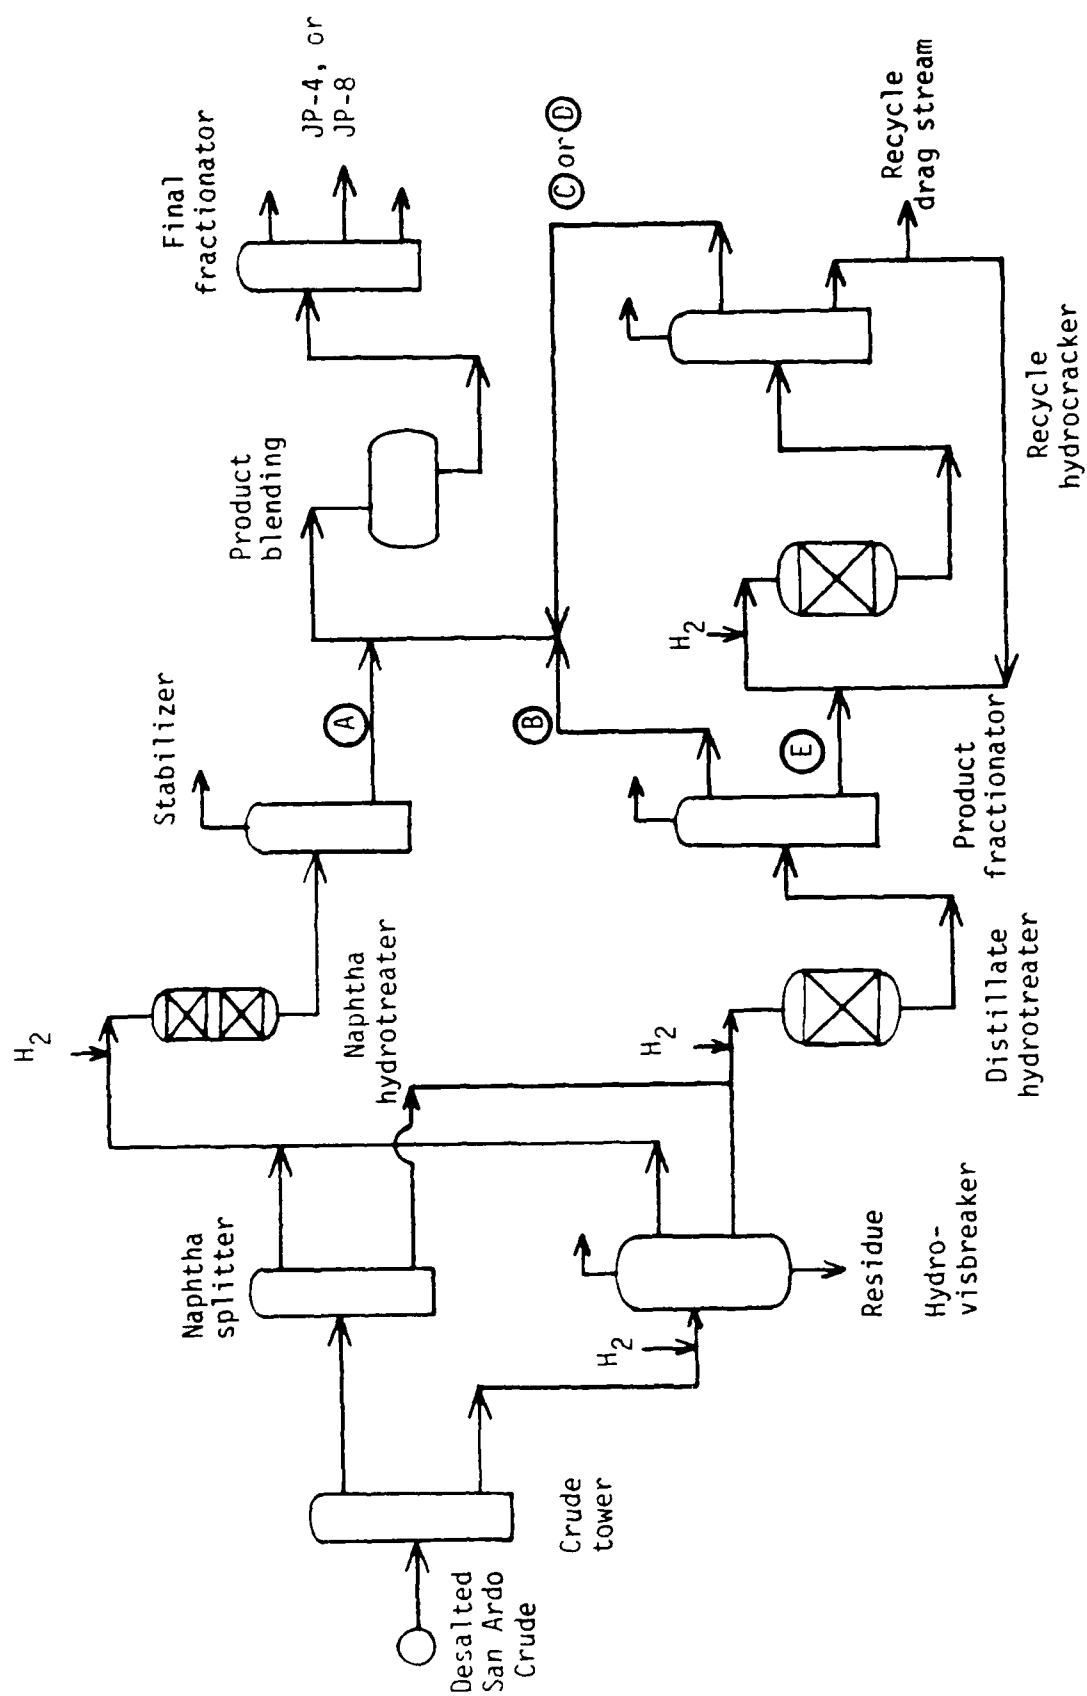 Desalted
San Ardo
Crude
Crude
tower
Naphtha
splitter
H2
Residue
Hydro-
visbreaker
H2
Naphtha
hydrotreater
H2
Distillate
hydrotreater
Stabilizer
A
B
E
Product
fractionator
H2
Product
blending
Recycle
hydrocracker
C or D
Final
fractionator
JP-4, or
JP-8
Recycle
drag stream